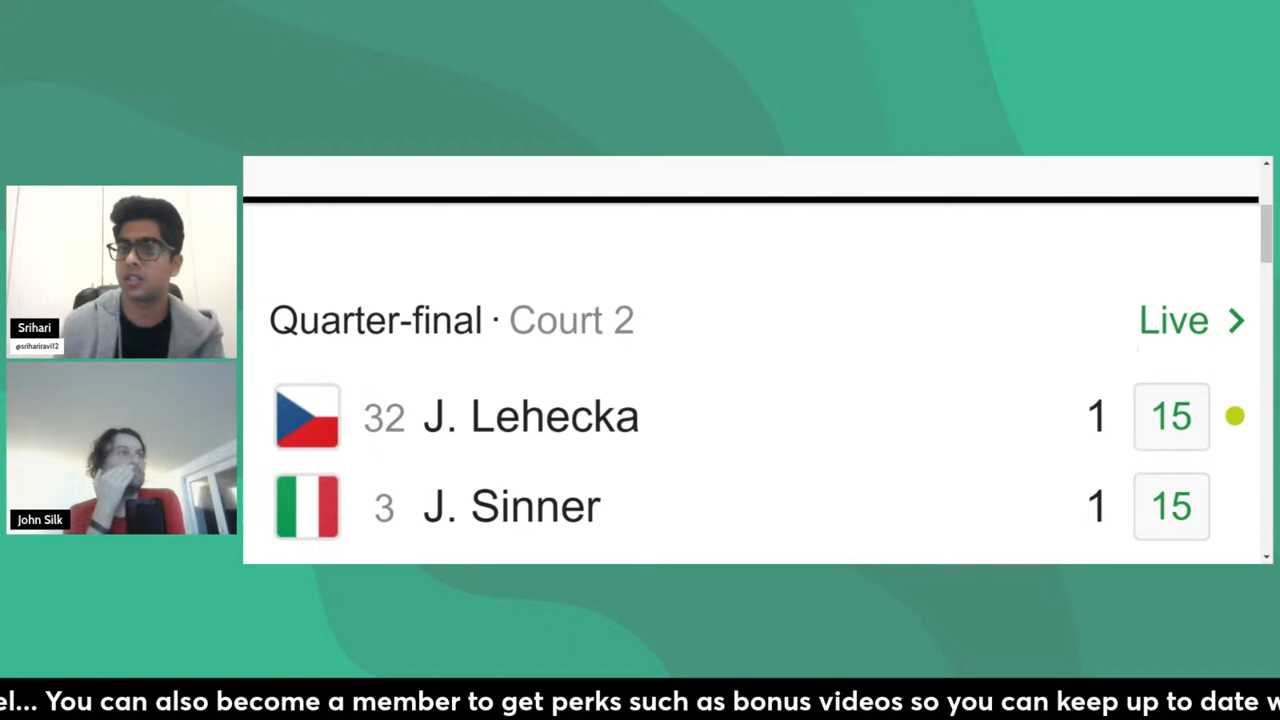 Srihari
@srihariravi12
John Silk
Quarter-final · Court 2
Live >
32 J. Lehecka 1 15
3 J. Sinner 1 15
el... You can also become a member to get perks such as bonus videos so you can keep up to date w